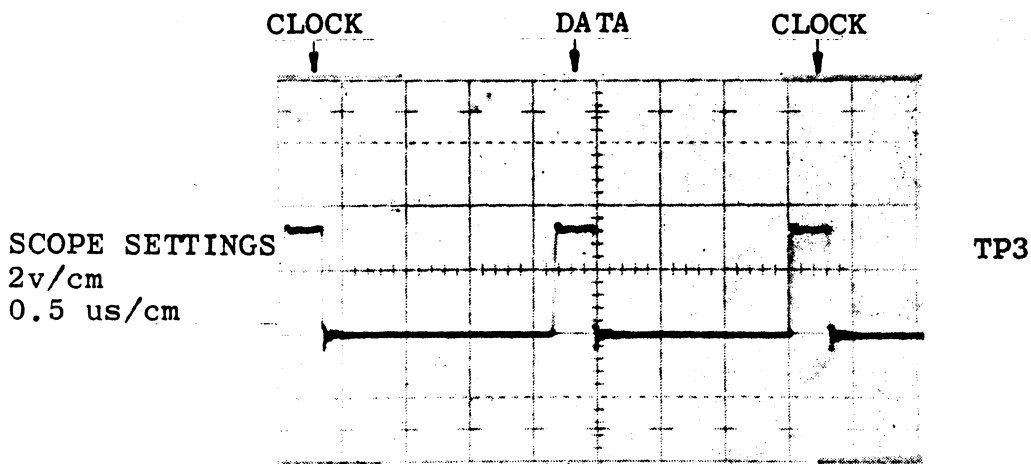 CLOCK DATA CLOCK
SCOPE SETTINGS
2v/cm
0.5 us/cm
TP3